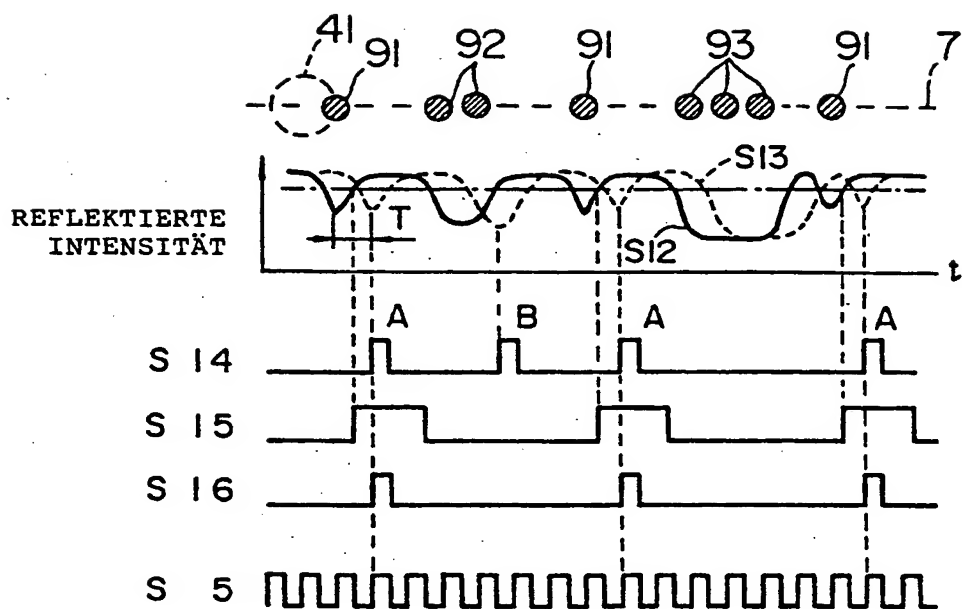 41
91 92 91 93 91 7
S13
REFLEKTIERTE
INTENSITÄT
T
S12
t
A B A A
S 14
S 15
S 16
S 5